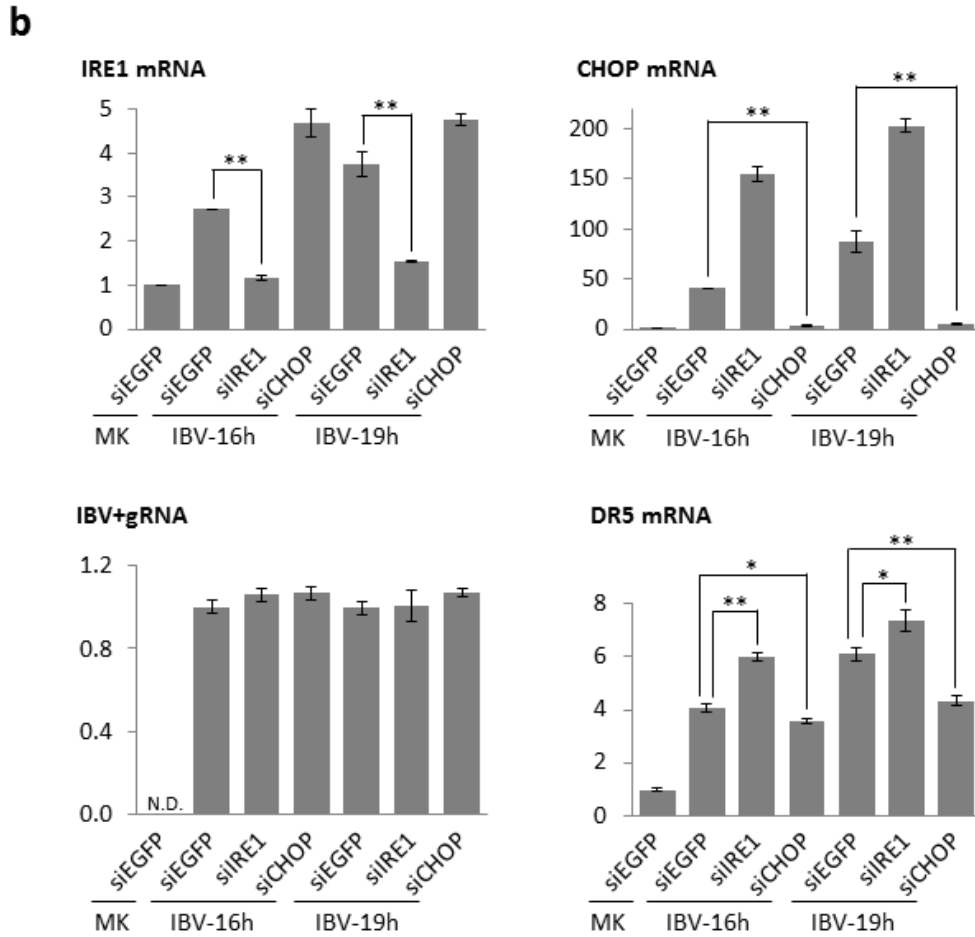 b
IRE1 mRNA
5
4
3
2
1
0
**
**
siEGFP siEGFP siIRE1 siCHOP siEGFP siIRE1 siCHOP
MK IBV-16h IBV-19h
CHOP mRNA
200
150
100
50
0
**
**
siEGFP siEGFP siIRE1 siCHOP siEGFP siIRE1 siCHOP
MK IBV-16h IBV-19h
IBV+gRNA
1.2
0.8
0.4
0.0
N.D.
siEGFP siEGFP siIRE1 siCHOP siEGFP siIRE1 siCHOP
MK IBV-16h IBV-19h
DR5 mRNA
8
6
4
2
0
*
**
**
*
siEGFP siEGFP siIRE1 siCHOP siEGFP siIRE1 siCHOP
MK IBV-16h IBV-19h